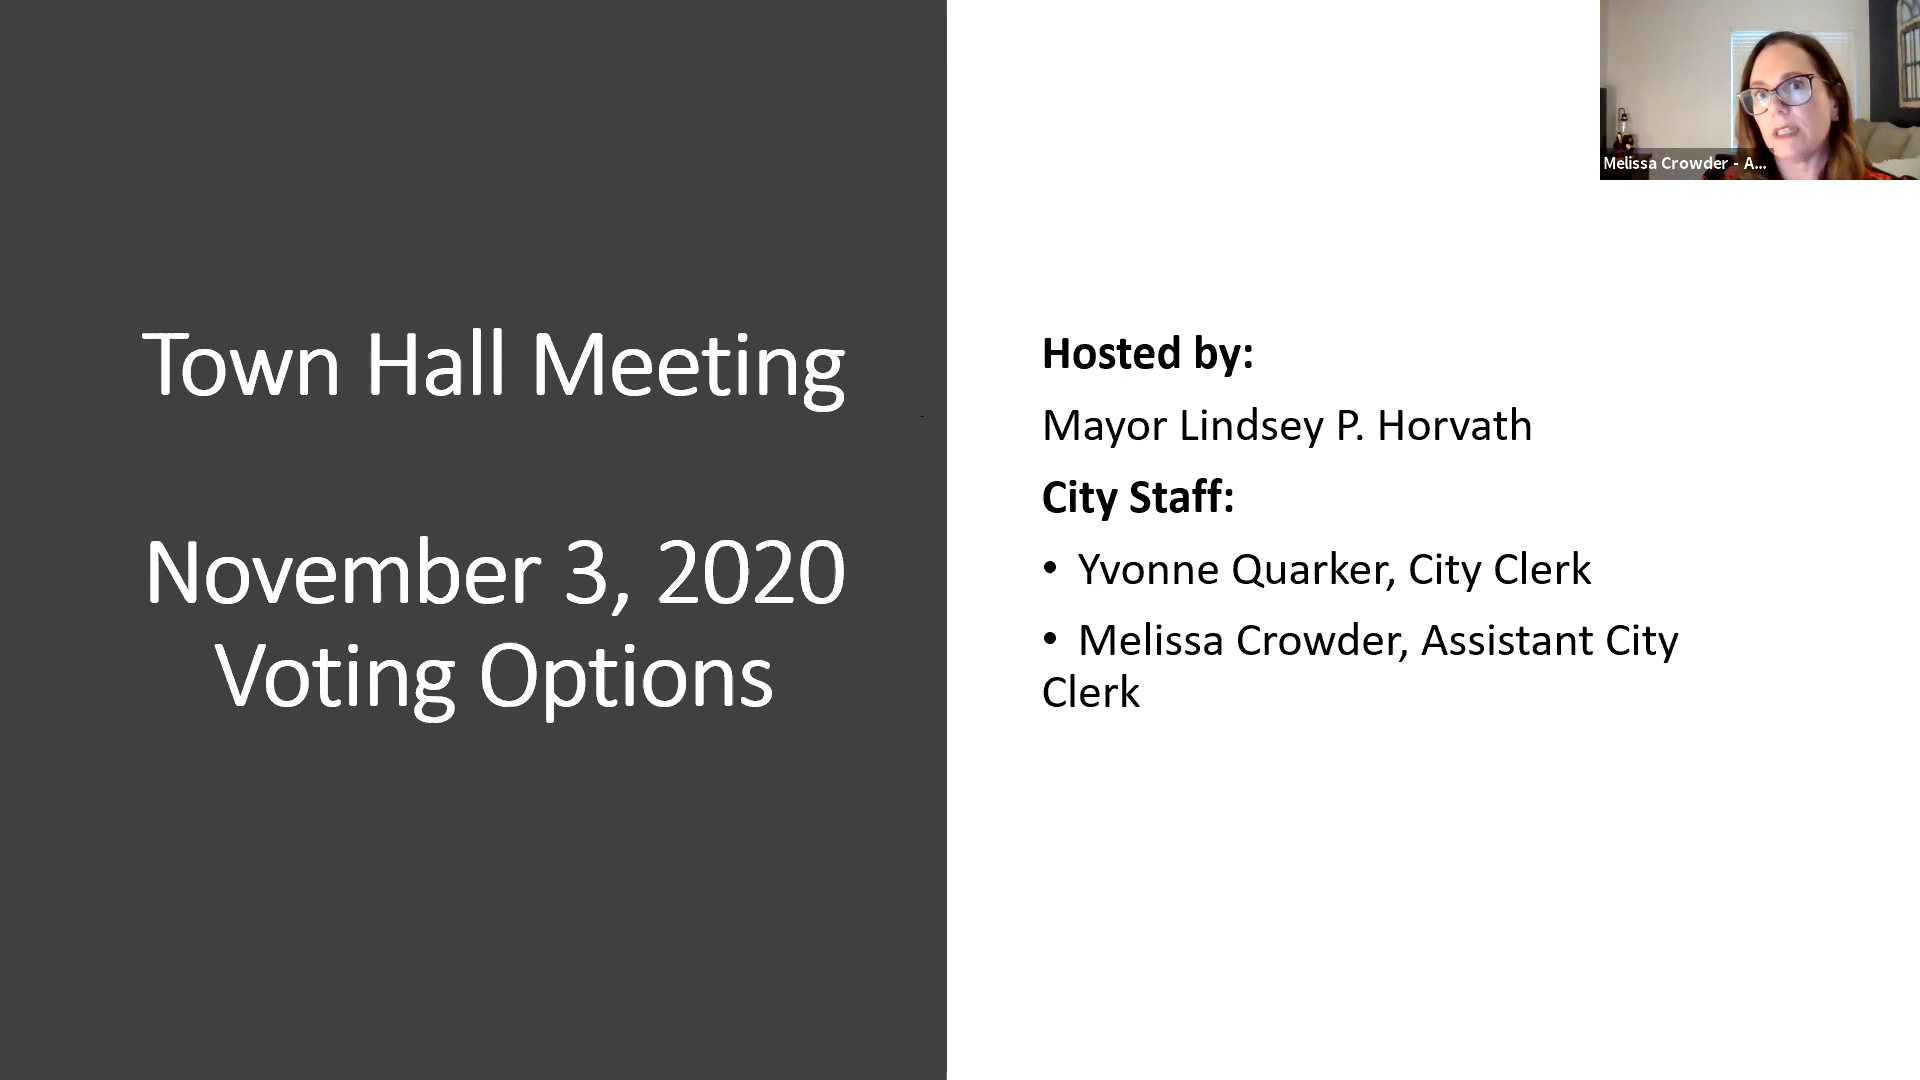 Town Hall Meeting
November 3, 2020
Voting Options
Hosted by:
Mayor Lindsey P. Horvath
City Staff:
• Yvonne Quarker, City Clerk
• Melissa Crowder, Assistant City
Clerk
Melissa Crowder - A...